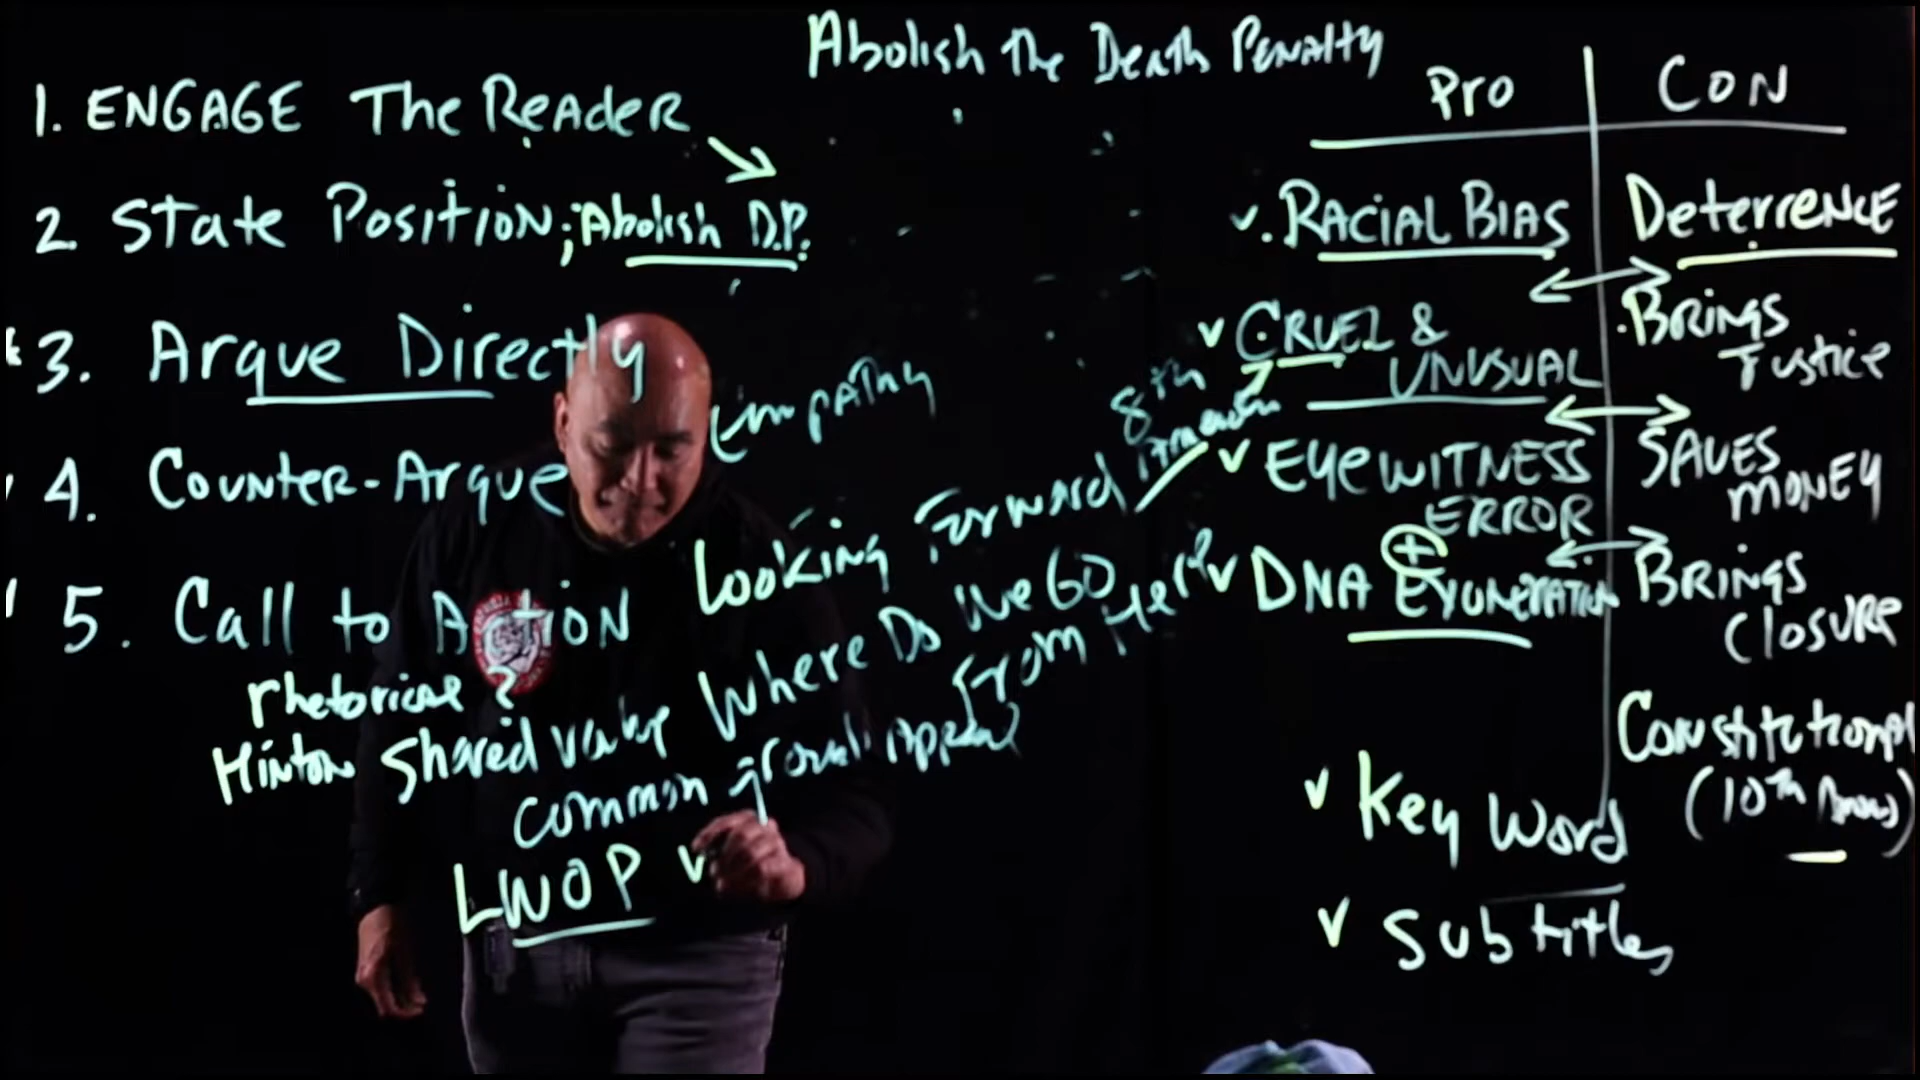 Abolish The Death Penalty
1. ENGAGE The Reader
2. State Position; Abolish D.P.
3. Argue Directly
Empathy
4. Counter-Argue
5. Call to Action
Looking Forward
Where Do We Go
From Here
rhetorical ?
Hinton Shared value
common ground Appeal
LWOP
Pro
CON
RACIAL BIAS
Deterrence
CRUEL &
UNUSUAL
8th
BRINGS
Justice
EYEWITNESS
ERROR
SAVES
MONEY
DNA +
Exoneration
BRINGS
Closure
Constitutional
(10th
Key Word
Subtitles